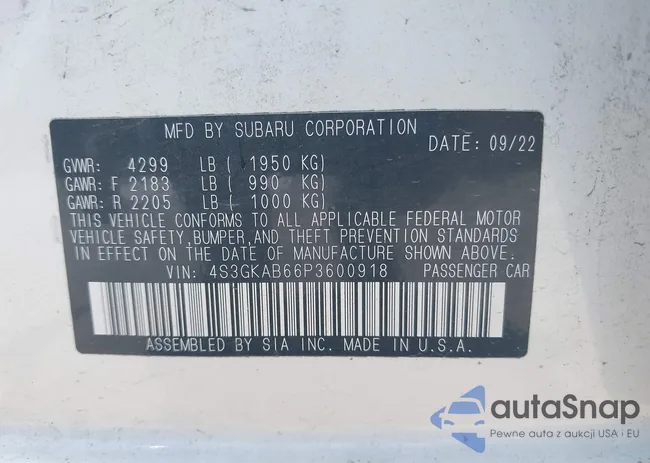 MFD BY SUBARU CORPORATION
DATE: 09/22
GVWR: 4299 LB ( 1950 KG)
GAWR: F 2183 LB ( 990 KG)
GAWR: R 2205 LB ( 1000 KG)
THIS VEHICLE CONFORMS TO ALL APPLICABLE FEDERAL MOTOR
VEHICLE SAFETY, BUMPER, AND THEFT PREVENTION STANDARDS
IN EFFECT ON THE DATE OF MANUFACTURE SHOWN ABOVE.
VIN: 4S3GKAB66P3600918 PASSENGER CAR
ASSEMBLED BY SIA INC. MADE IN U.S.A.
autaSnap
Pewne auta z aukcji USA i EU